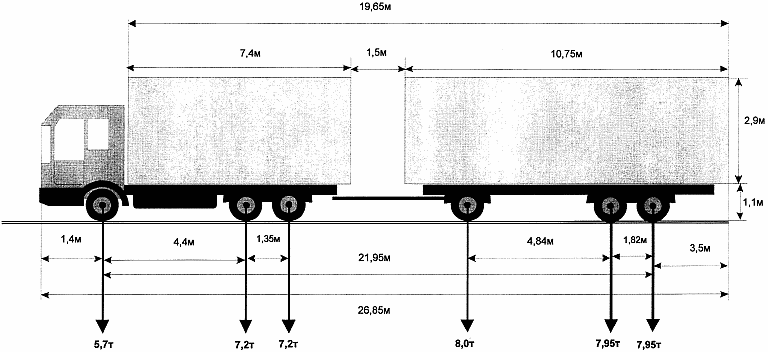 19,65м
7,4м 1,5м 10,75м
2,9м
1,1м
1,4м 4,4м 1,35м 4,84м 1,82м 3,5м
21,95м
26,85м
5,7т 7,2т 7,2т 8,0т 7,95т 7,95т